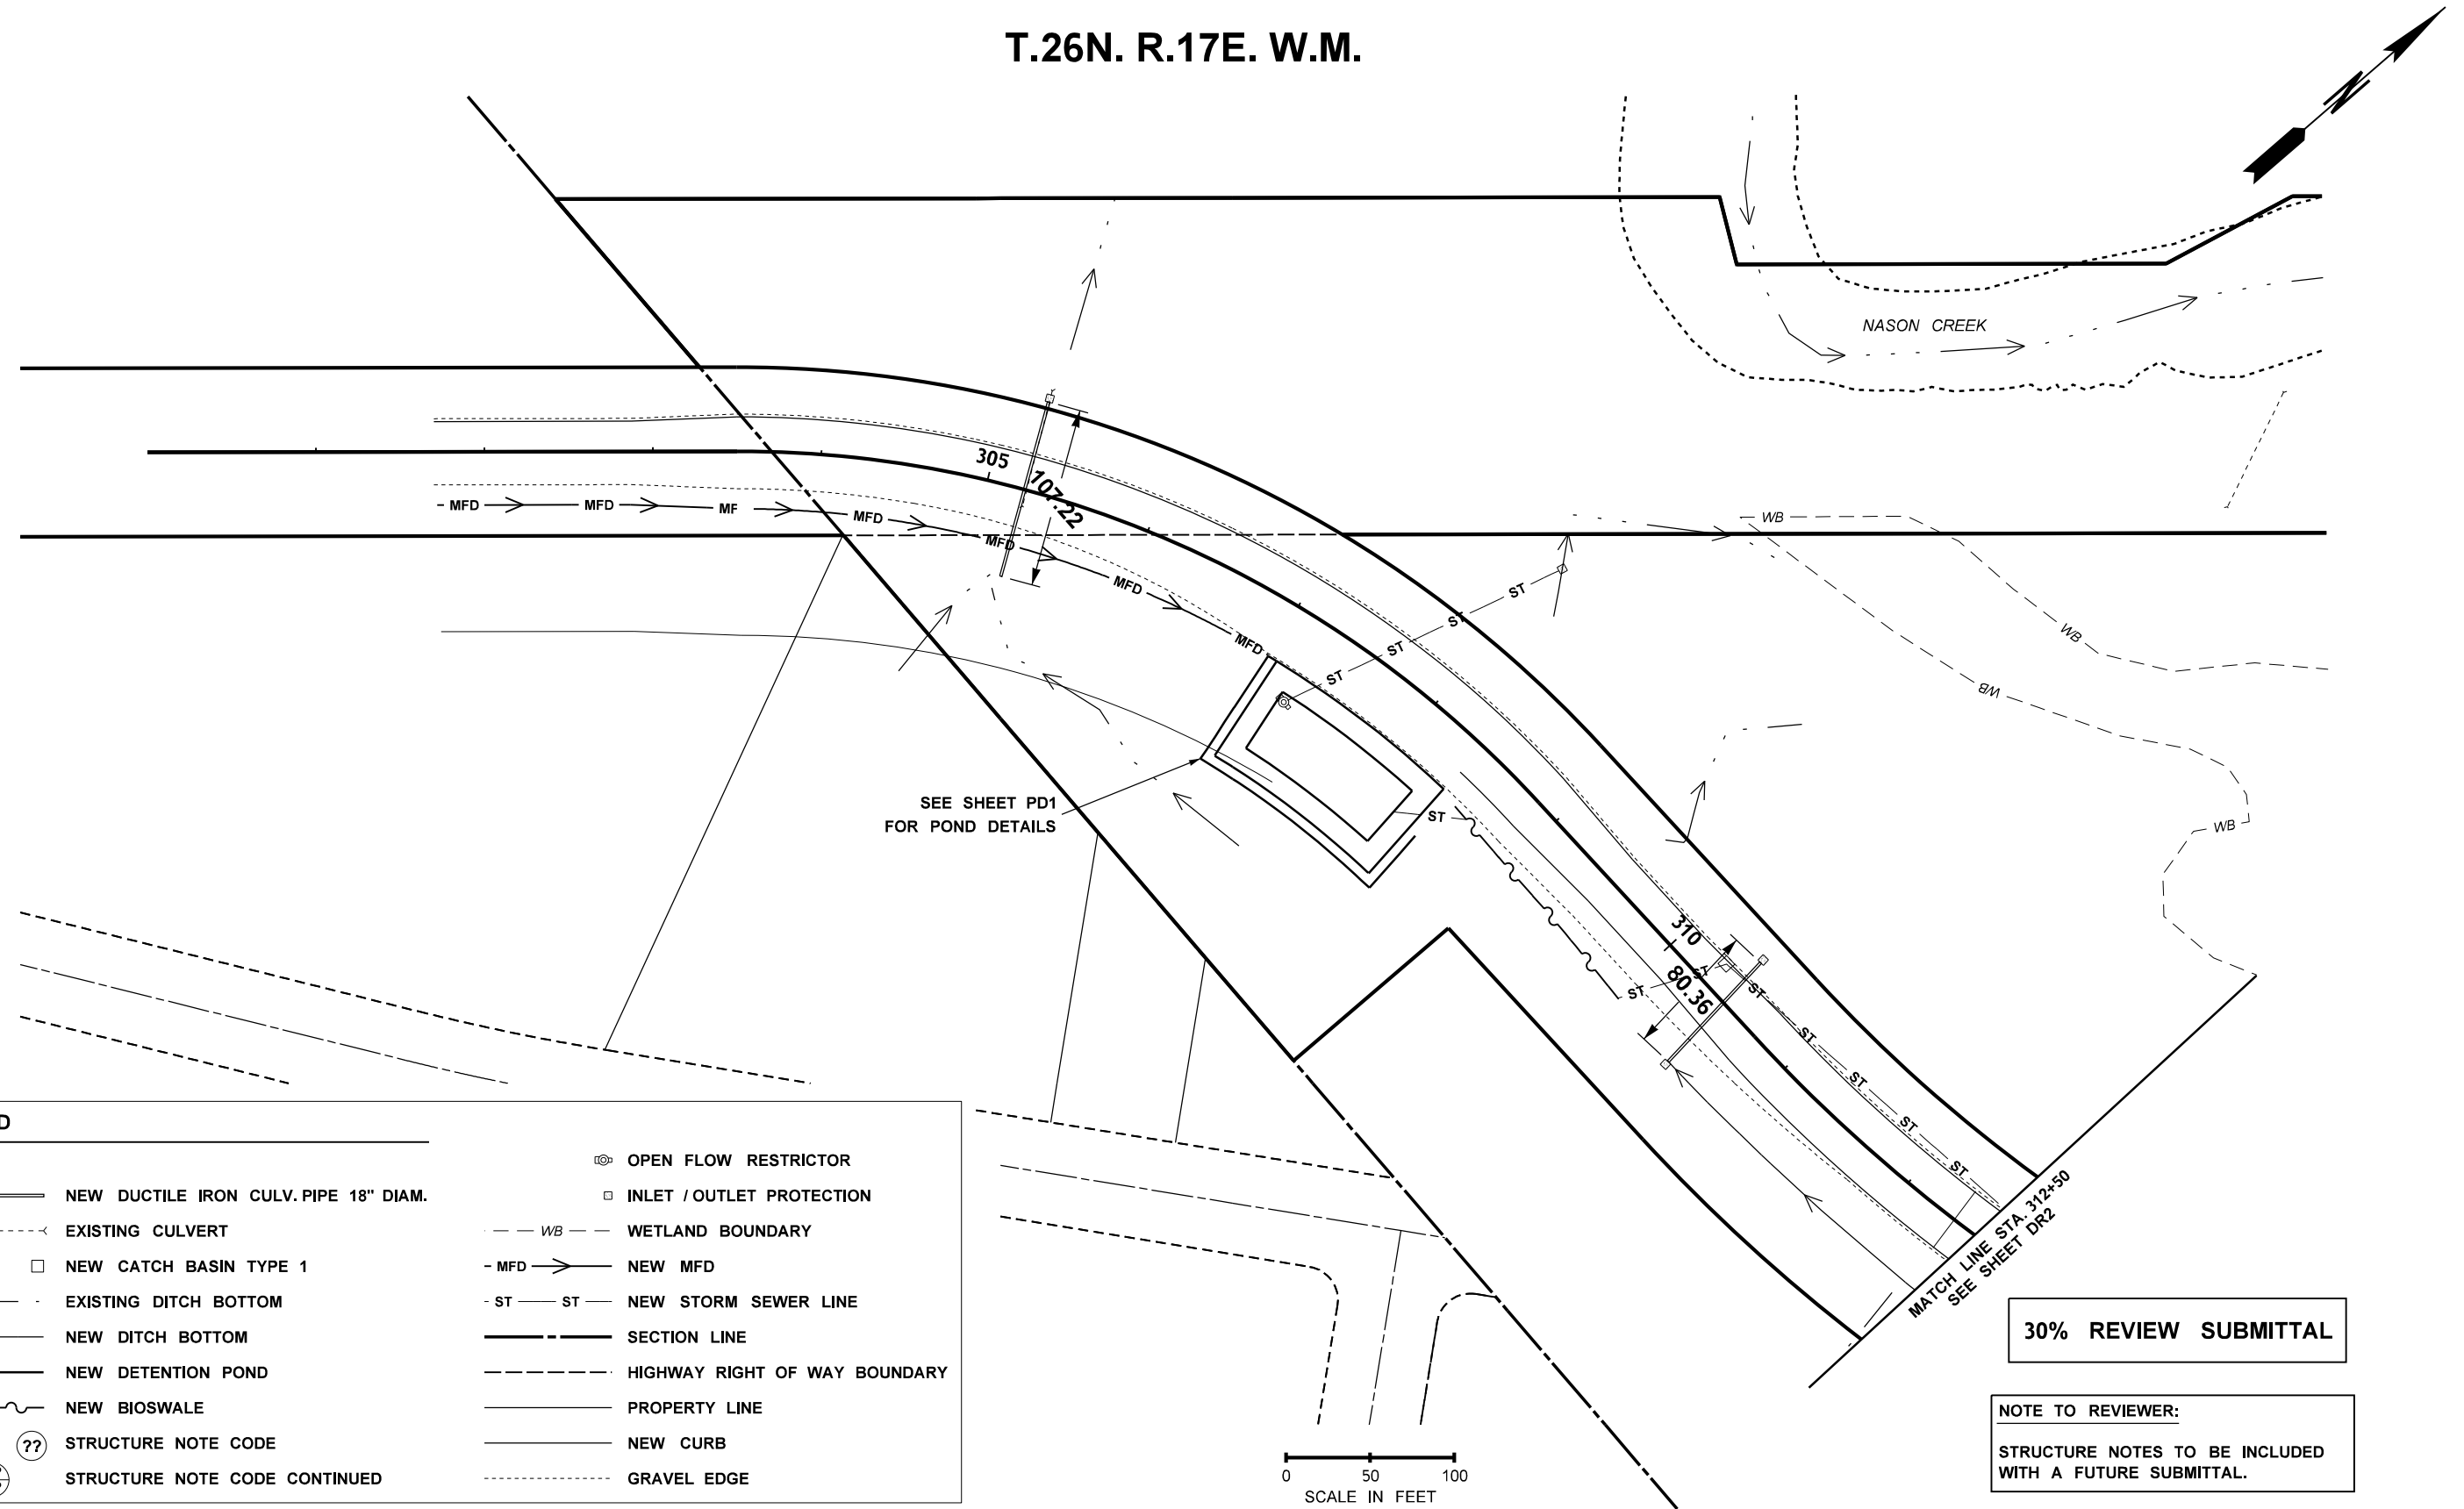 T.26N. R.17E. W.M.
N
NASON CREEK
305
107.22
MFD
MFD
MF
MFD
MFD
MFD
MFD
WB
WB
WB
WB
ST
ST
ST
ST
SEE SHEET PD1
FOR POND DETAILS
ST
310
80.36
ST
ST
ST
ST
ST
ST
ST
MATCH LINE STA. 312+50
SEE SHEET DR2
D
NEW DUCTILE IRON CULV. PIPE 18" DIAM.
EXISTING CULVERT
NEW CATCH BASIN TYPE 1
EXISTING DITCH BOTTOM
NEW DITCH BOTTOM
NEW DETENTION POND
NEW BIOSWALE
?? STRUCTURE NOTE CODE
STRUCTURE NOTE CODE CONTINUED
OPEN FLOW RESTRICTOR
INLET / OUTLET PROTECTION
WB WETLAND BOUNDARY
MFD NEW MFD
ST ST NEW STORM SEWER LINE
SECTION LINE
HIGHWAY RIGHT OF WAY BOUNDARY
PROPERTY LINE
NEW CURB
GRAVEL EDGE
0 50 100
SCALE IN FEET
30% REVIEW SUBMITTAL
NOTE TO REVIEWER:
STRUCTURE NOTES TO BE INCLUDED
WITH A FUTURE SUBMITTAL.